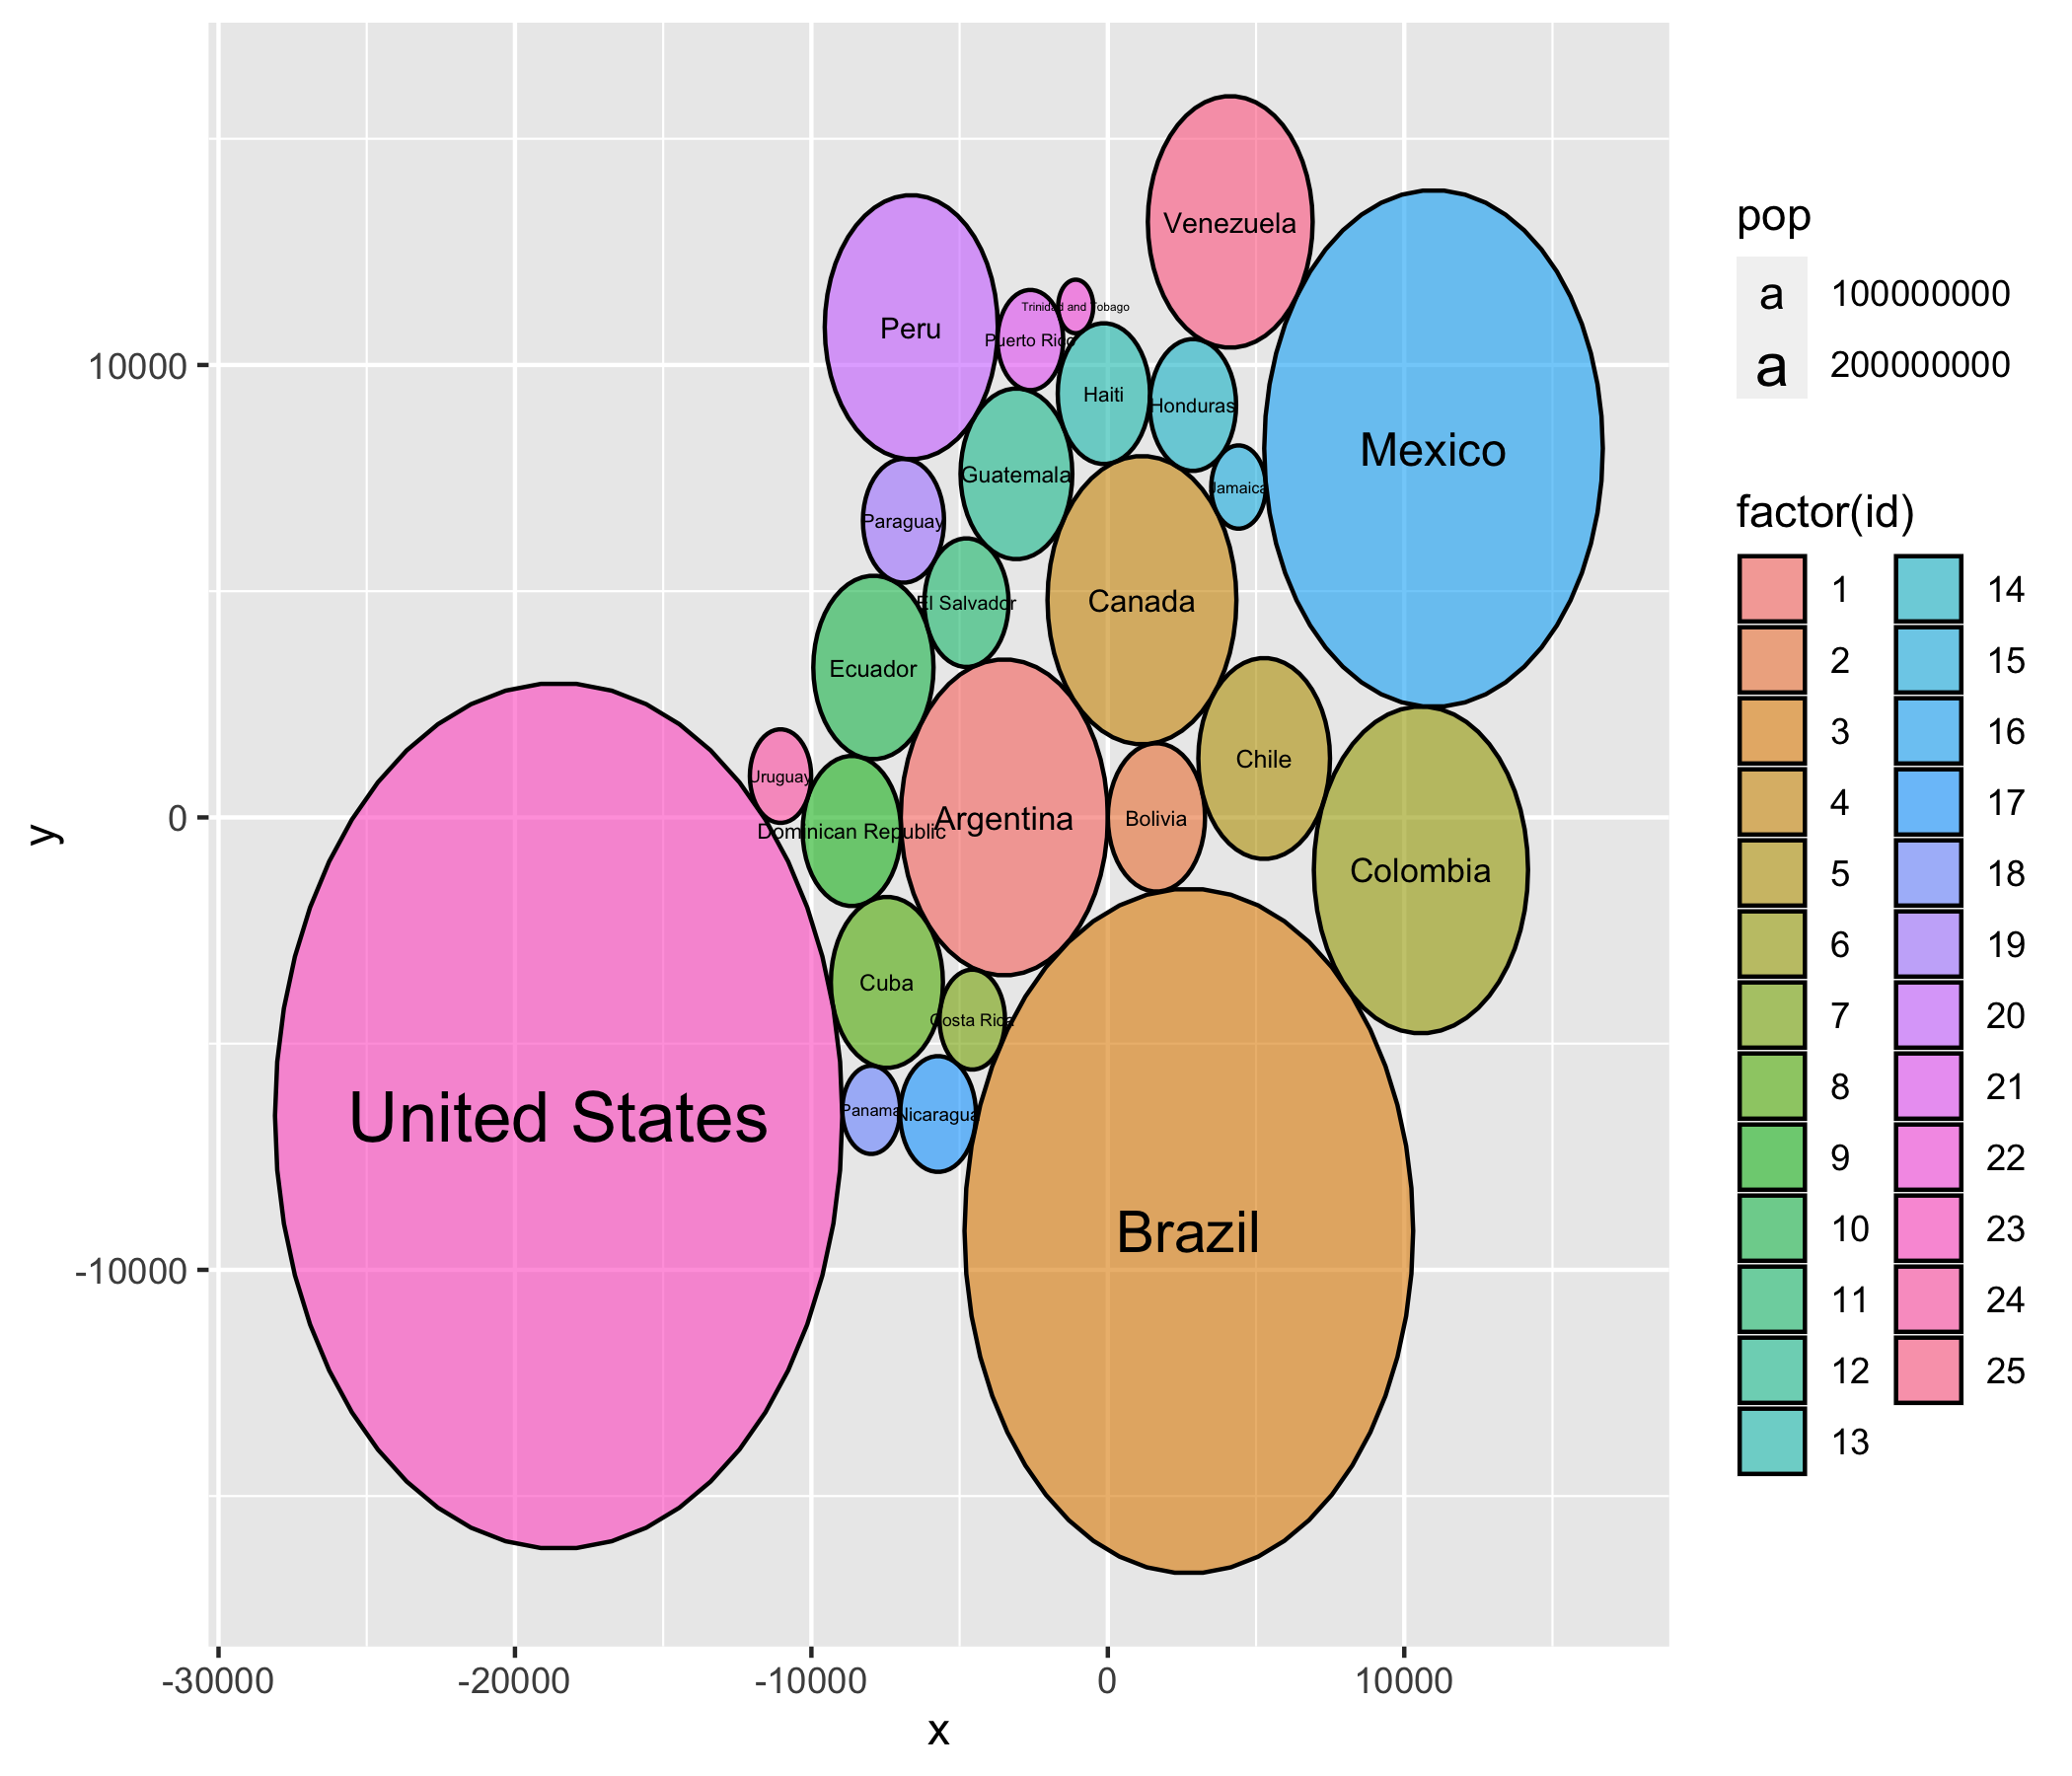 Venezuela
Peru
Trinidad and Tobago
Puerto Rico
Haiti
Honduras
Mexico
Guatemala
Jamaica
Paraguay
El Salvador
Canada
Ecuador
Chile
Uruguay
Dominican Republic
Argentina
Bolivia
Colombia
Cuba
Costa Rica
United States
Panama
Nicaragua
Brazil
10000
0
-10000
y
-30000
-20000
-10000
0
10000
x
pop
a 100000000
a 200000000
factor(id)
1 14
2 15
3 16
4 17
5 18
6 19
7 20
8 21
9 22
10 23
11 24
12 25
13